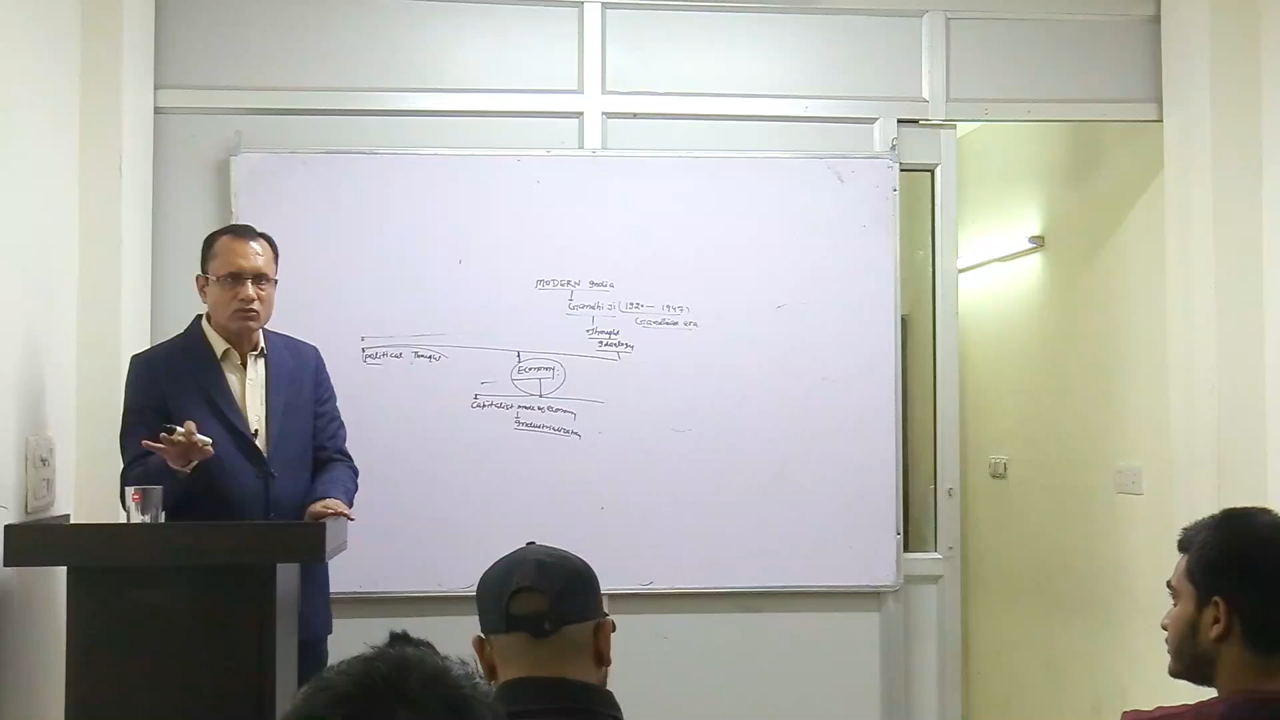 MODERN India
Gandhi Ji (1920 — 1947)
Gandhian era
Thought
Ideology
Political Thought
Economy
Capitalist mode of Economy
Industrialization